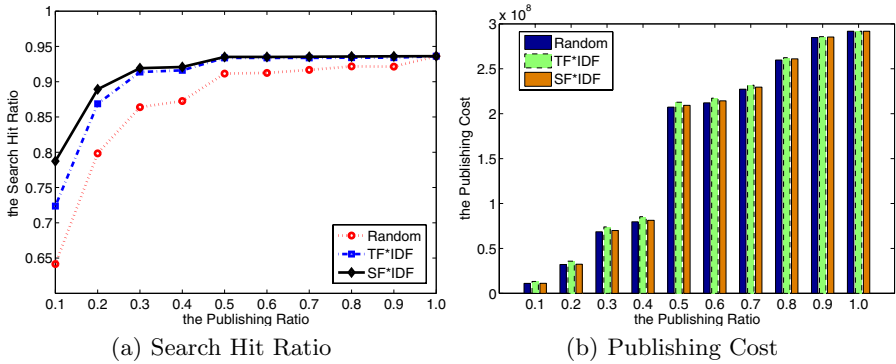 1
0.95
0.9
0.8
0.75
0.65
the Search Hit Ratio
Random
TF*IDF
SF*IDF
0.1 0.2 0.3 0.4 0.5 0.6 0.7 0.8 0.9 1.0
the Publishing Ratio
(a) Search Hit Ratio
3 x 10^8
2.5
2
1.5
1
0.5
0
the Publishing Cost
Random
TF*IDF
SF*IDF
0.1 0.2 0.3 0.4 0.5 0.6 0.7 0.8 0.9 1.0
the Publishing Ratio
(b) Publishing Cost